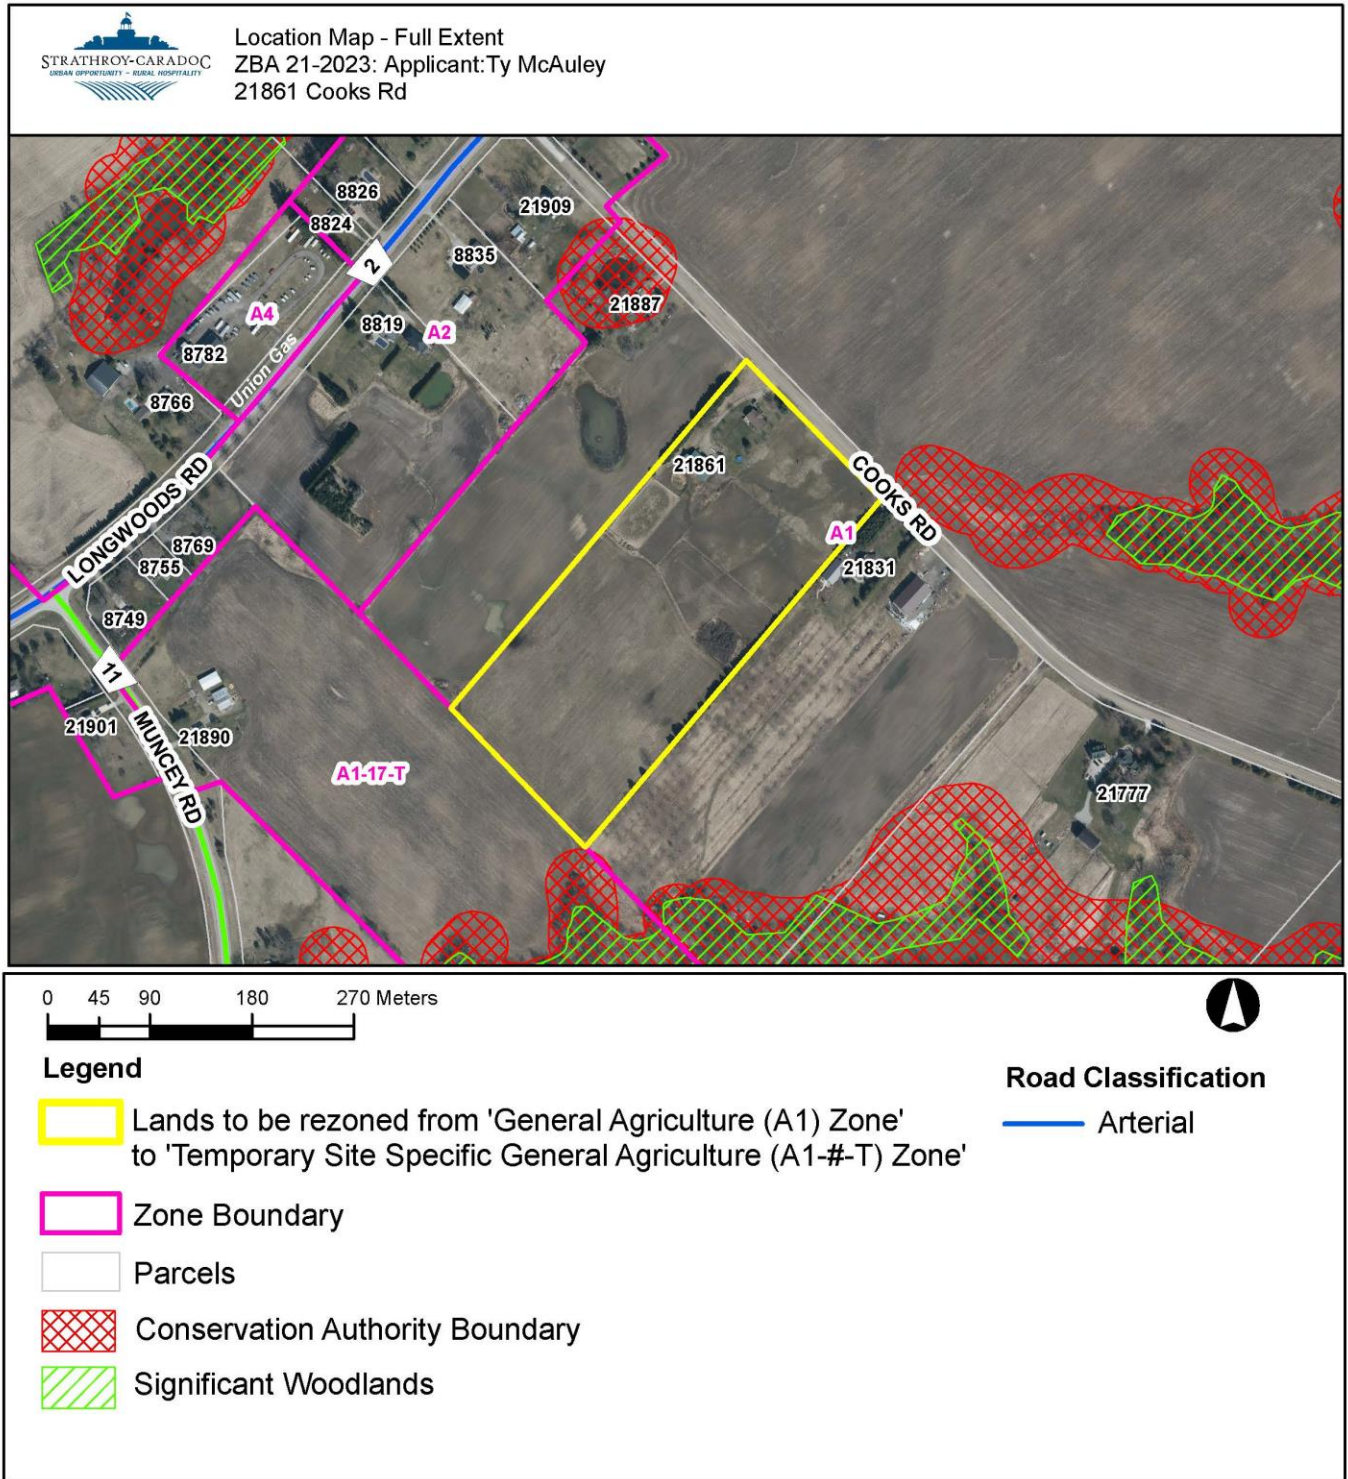 STRATHROY-CARADOC
URBAN OPPORTUNITY - RURAL HOSPITALITY
Location Map - Full Extent
ZBA 21-2023: Applicant:Ty McAuley
21861 Cooks Rd
8826
8824
21909
2
8835
21887
A4
8819
A2
8782
Union Gas
8766
21861
COOKS RD
LONGWOODS RD
8769
A1
8755
21831
8749
11
21901
MUNCEY RD
21890
A1-17-T
21777
0 45 90 180 270 Meters
Legend
Lands to be rezoned from 'General Agriculture (A1) Zone'
to 'Temporary Site Specific General Agriculture (A1-#-T) Zone'
Zone Boundary
Parcels
Conservation Authority Boundary
Significant Woodlands
Road Classification
Arterial